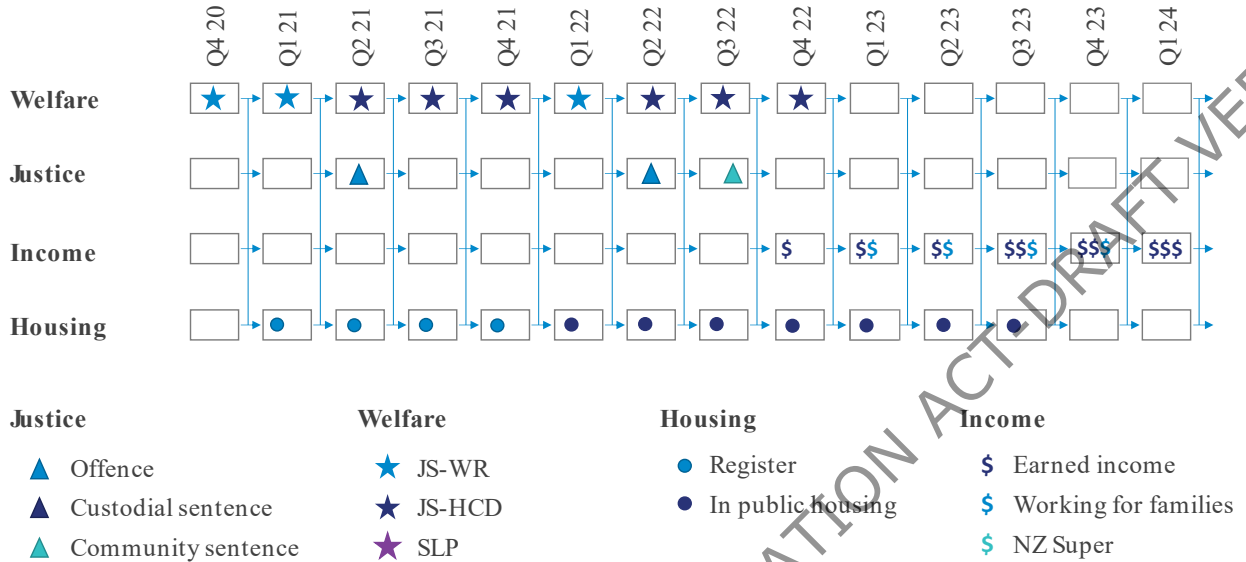 Q4 20 Q1 21 Q2 21 Q3 21 Q4 21 Q1 22 Q2 22 Q3 22 Q4 22 Q1 23 Q2 23 Q3 23 Q4 23 Q1 24
Welfare
Justice
Income $ $$ $$ $$$ $$$ $$$
Housing
Justice Welfare Housing Income
Offence JS-WR Register $ Earned income
Custodial sentence JS-HCD In public housing $ Working for families
Community sentence SLP $ NZ Super
ACT-DRAFT